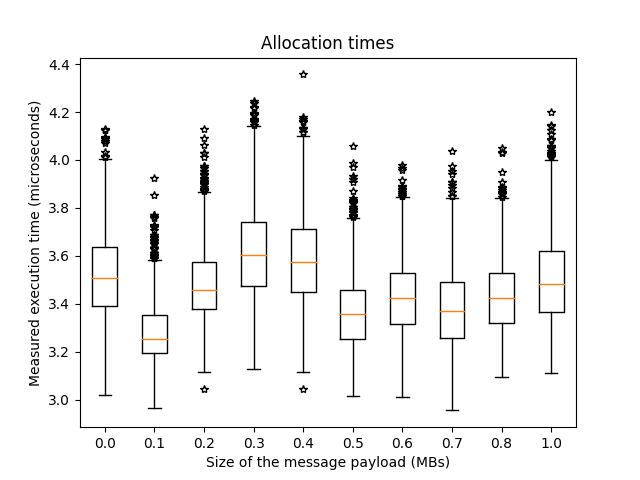 Allocation times
Measured execution time (microseconds)
4.4
4.2
4.0
3.8
3.6
3.4
3.2
3.0
0.0 0.1 0.2 0.3 0.4 0.5 0.6 0.7 0.8 1.0
Size of the message payload (MBs)